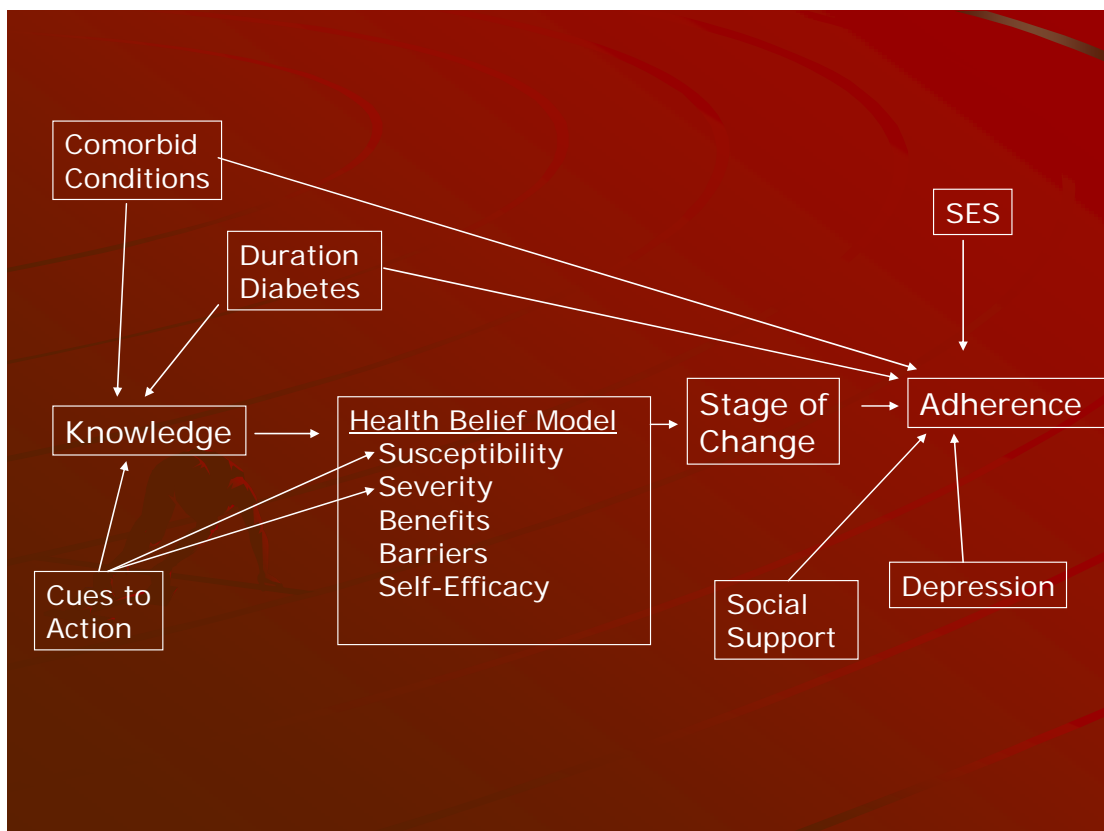 Comorbid
Conditions
SES
Duration
Diabetes
Knowledge
Health Belief Model
Susceptibility
Severity
Benefits
Barriers
Self-Efficacy
Stage of
Change
Adherence
Cues to
Action
Social
Support
Depression